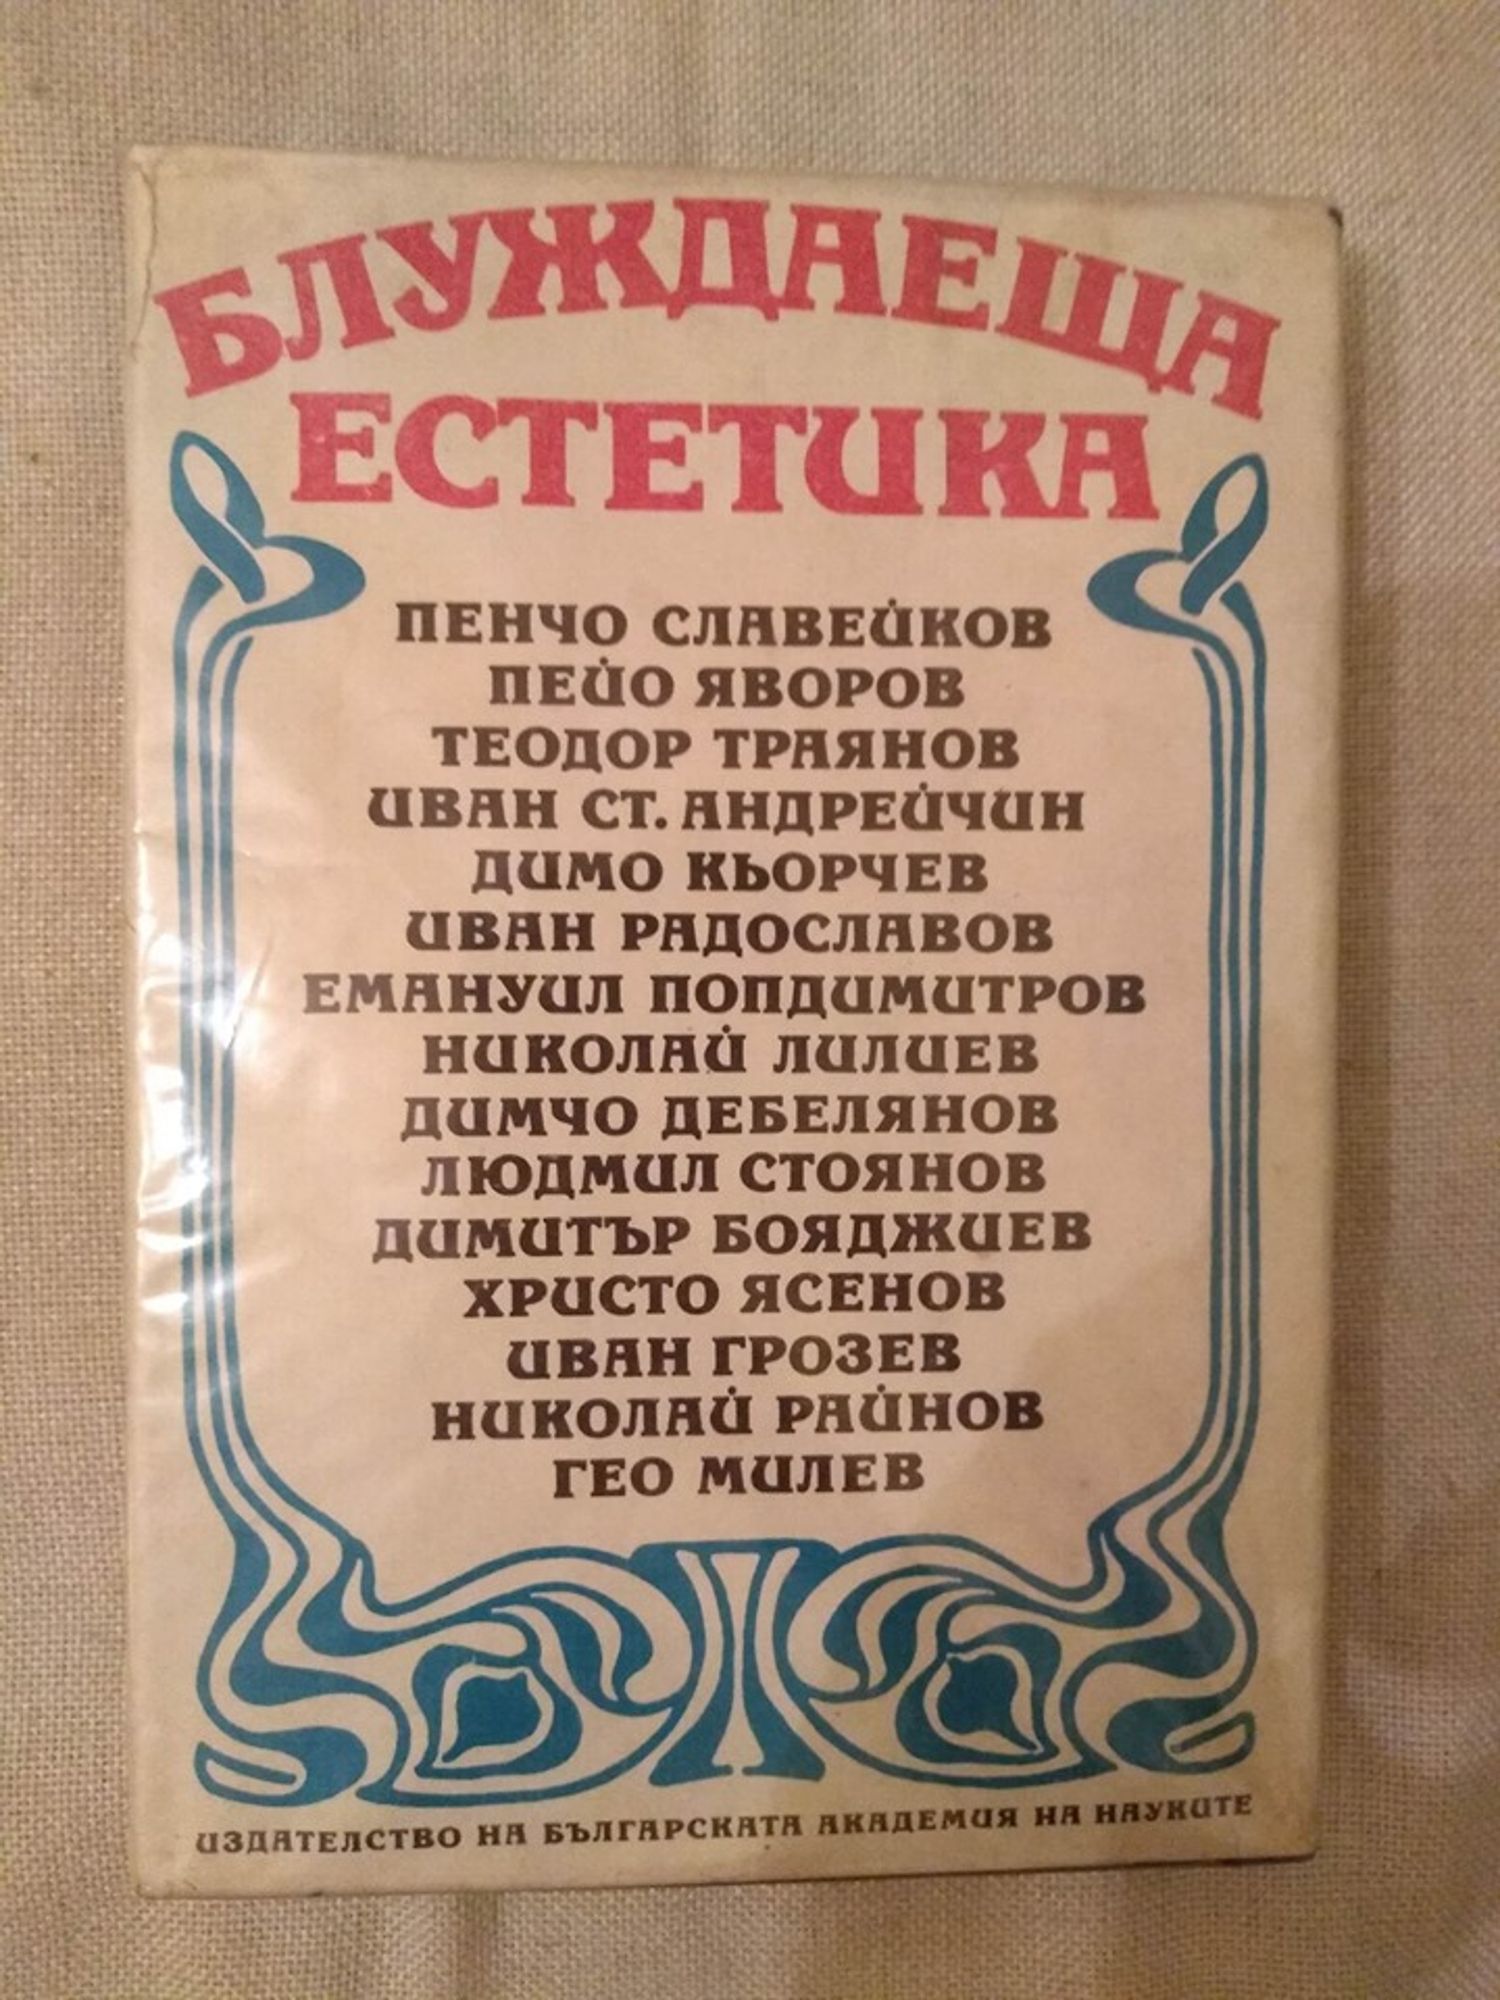 БЛУЖДАЕЩА
ЕСТЕТИКА
ПЕНЧО СЛАВЕЙКОВ
ПЕЙО ЯВОРОВ
ТЕОДОР ТРАЯНОВ
ИВАН СТ. АНДРЕЙЧИН
ДИМО КЬОРЧЕВ
ИВАН РАДОСЛАВОВ
ЕМАНУИЛ ПОПДИМИТРОВ
НИКОЛАЙ ЛИЛИЕВ
ДИМЧО ДЕБЕЛЯНОВ
ЛЮДМИЛ СТОЯНОВ
ДИМИТЪР БОЯДЖИЕВ
ХРИСТО ЯСЕНОВ
ИВАН ГРОЗЕВ
НИКОЛАЙ РАЙНОВ
ГЕО МИЛЕВ
ИЗДАТЕЛСТВО НА БЪЛГАРСКАТА АКАДЕМИЯ НА НАУКИТЕ